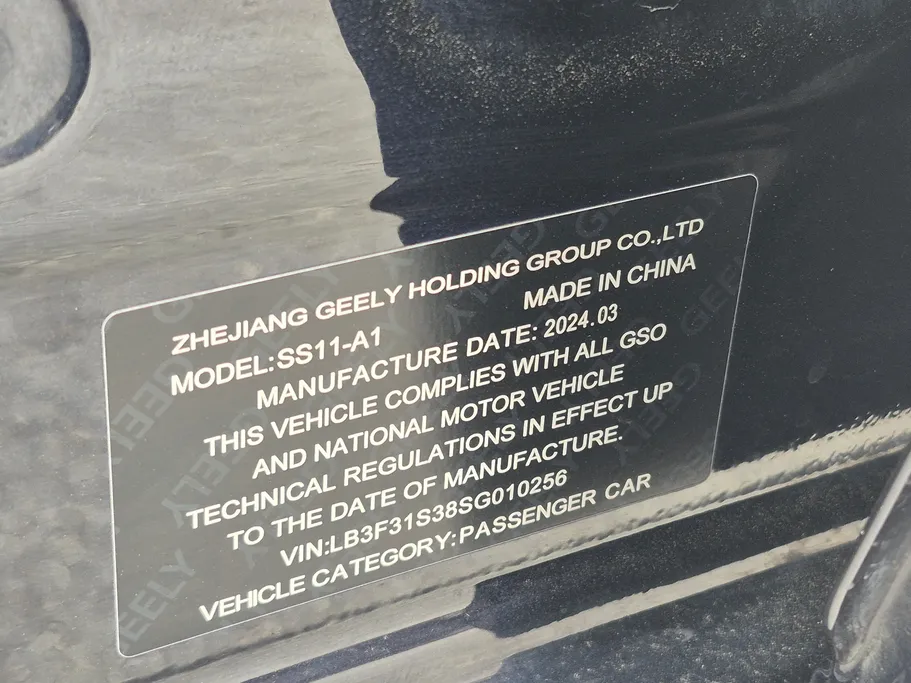 ZHEJIANG GEELY HOLDING GROUP CO.,LTD
MODEL:SS11-A1 MADE IN CHINA
MANUFACTURE DATE: 2024.03
THIS VEHICLE COMPLIES WITH ALL GSO
AND NATIONAL MOTOR VEHICLE
TECHNICAL REGULATIONS IN EFFECT UP
TO THE DATE OF MANUFACTURE.
VIN:LB3F31S38SG010256
VEHICLE CATEGORY:PASSENGER CAR